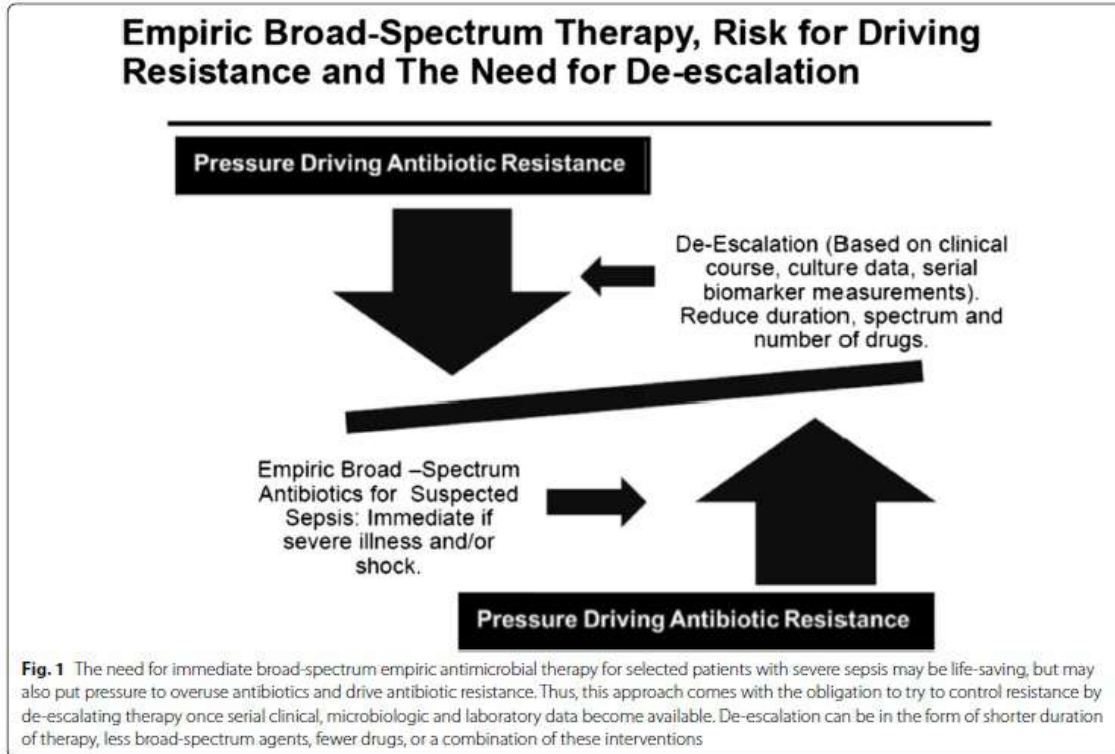 Empiric Broad-Spectrum Therapy, Risk for Driving
Resistance and The Need for De-escalation
Pressure Driving Antibiotic Resistance
De-Escalation (Based on clinical
course, culture data, serial
biomarker measurements).
Reduce duration, spectrum and
number of drugs.
Empiric Broad –Spectrum
Antibiotics for Suspected
Sepsis: Immediate if
severe illness and/or
shock.
Pressure Driving Antibiotic Resistance
Fig. 1 The need for immediate broad-spectrum empiric antimicrobial therapy for selected patients with severe sepsis may be life-saving, but may
also put pressure to overuse antibiotics and drive antibiotic resistance. Thus, this approach comes with the obligation to try to control resistance by
de-escalating therapy once serial clinical, microbiologic and laboratory data become available. De-escalation can be in the form of shorter duration
of therapy, less broad-spectrum agents, fewer drugs, or a combination of these interventions